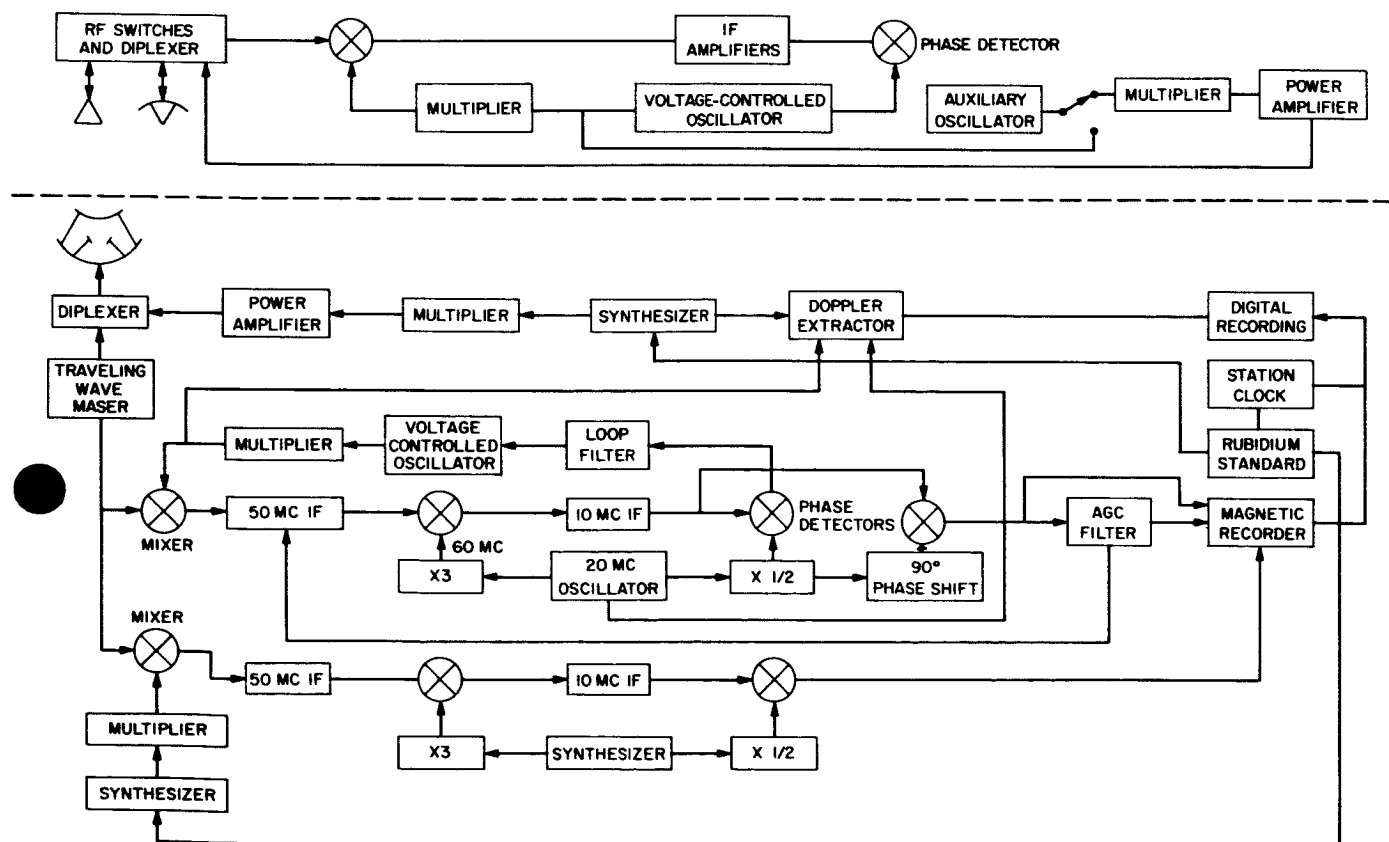 RF SWITCHES
AND DIPLEXER
IF
AMPLIFIERS
PHASE DETECTOR
MULTIPLIER
VOLTAGE-CONTROLLED
OSCILLATOR
AUXILIARY
OSCILLATOR
MULTIPLIER
POWER
AMPLIFIER
DIPLEXER
POWER
AMPLIFIER
MULTIPLIER
SYNTHESIZER
DOPPLER
EXTRACTOR
DIGITAL
RECORDING
TRAVELING
WAVE
MASER
STATION
CLOCK
MULTIPLIER
VOLTAGE
CONTROLLED
OSCILLATOR
LOOP
FILTER
RUBIDIUM
STANDARD
MIXER
50 MC IF
10 MC IF
PHASE
DETECTORS
AGC
FILTER
MAGNETIC
RECORDER
60 MC
X3
20 MC
OSCILLATOR
X 1/2
90°
PHASE SHIFT
MIXER
50 MC IF
10 MC IF
MULTIPLIER
X3
SYNTHESIZER
X 1/2
SYNTHESIZER